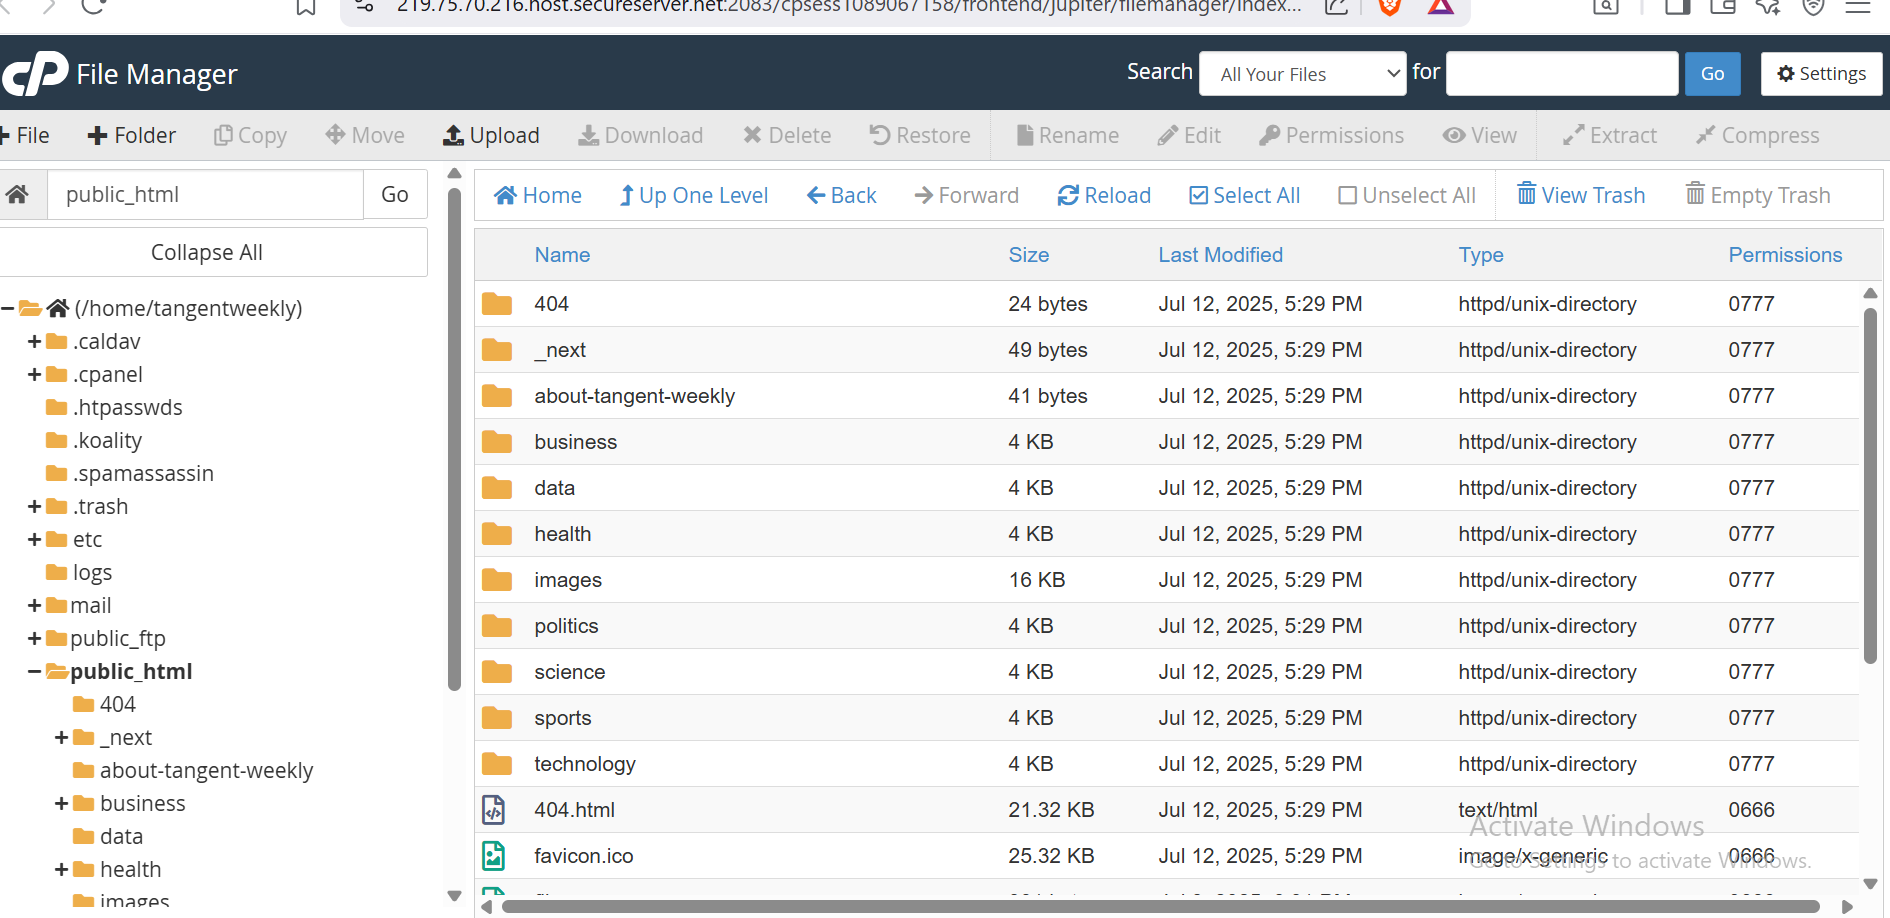 219.75.70.216.host.secureserver.net:2083/cpsess1089067158/frontend/jupiter/filemanager/index...
cP File Manager
Search All Your Files for Go Settings
File Folder Copy Move Upload Download Delete Restore Rename Edit Permissions View Extract Compress
public_html Go
Collapse All
(/home/tangentweekly)
.caldav
.cpanel
.htpasswds
.koality
.spamassassin
.trash
etc
logs
mail
public_ftp
public_html
404
_next
about-tangent-weekly
business
data
health
images
Home Up One Level Back Forward Reload Select All Unselect All View Trash Empty Trash
Name Size Last Modified Type Permissions
404 24 bytes Jul 12, 2025, 5:29 PM httpd/unix-directory 0777
_next 49 bytes Jul 12, 2025, 5:29 PM httpd/unix-directory 0777
about-tangent-weekly 41 bytes Jul 12, 2025, 5:29 PM httpd/unix-directory 0777
business 4 KB Jul 12, 2025, 5:29 PM httpd/unix-directory 0777
data 4 KB Jul 12, 2025, 5:29 PM httpd/unix-directory 0777
health 4 KB Jul 12, 2025, 5:29 PM httpd/unix-directory 0777
images 16 KB Jul 12, 2025, 5:29 PM httpd/unix-directory 0777
politics 4 KB Jul 12, 2025, 5:29 PM httpd/unix-directory 0777
science 4 KB Jul 12, 2025, 5:29 PM httpd/unix-directory 0777
sports 4 KB Jul 12, 2025, 5:29 PM httpd/unix-directory 0777
technology 4 KB Jul 12, 2025, 5:29 PM httpd/unix-directory 0777
404.html 21.32 KB Jul 12, 2025, 5:29 PM text/html 0666
favicon.ico 25.32 KB Jul 12, 2025, 5:29 PM image/x-generic 0666
Activate Windows
Go to Settings to activate Windows.